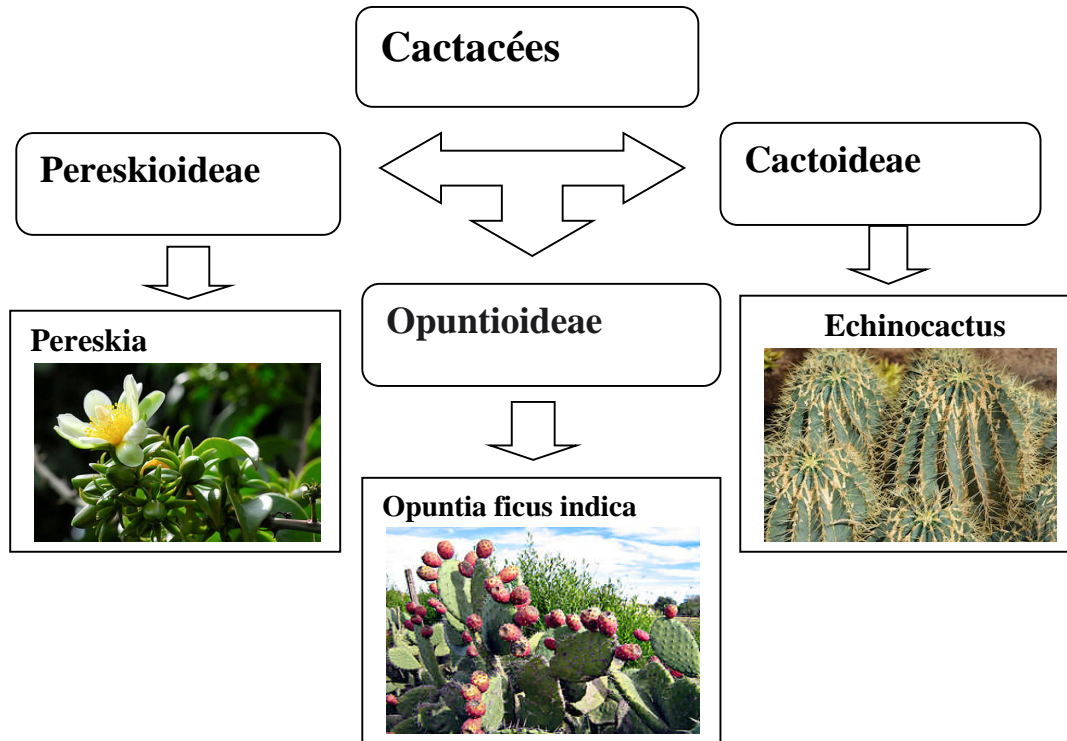 Cactacées
Pereskioideae
Cactoideae
Opuntioideae
Pereskia
Echinocactus
Opuntia ficus indica